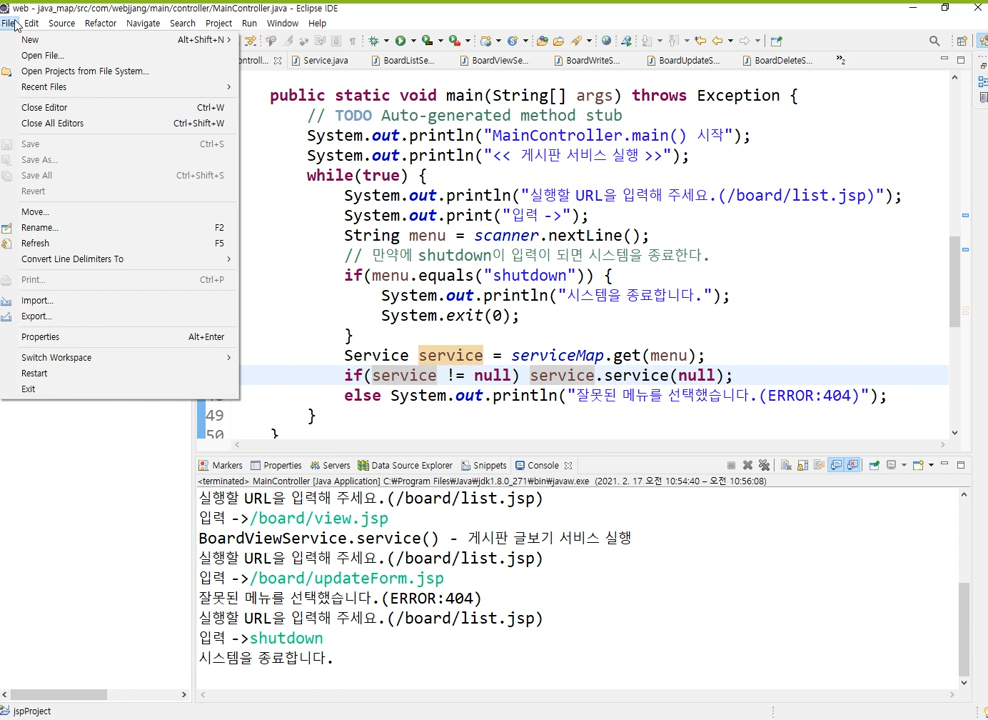 web - java_map/src/com/webjjang/main/controller/MainController.java - Eclipse IDE
File Edit Source Refactor Navigate Search Project Run Window Help
New Alt+Shift+N >
Open File...
Open Projects from File System...
Recent Files >
Close Editor Ctrl+W
Close All Editors Ctrl+Shift+W
Save Ctrl+S
Save As...
Save All Ctrl+Shift+S
Revert
Move...
Rename... F2
Refresh F5
Convert Line Delimiters To >
Print... Ctrl+P
Import...
Export...
Properties Alt+Enter
Switch Workspace >
Restart
Exit
ontroll... Service.java BoardListSe... BoardViewSe... BoardWriteS... BoardUpdateS... BoardDeleteS... »2
public static void main(String[] args) throws Exception {
// TODO Auto-generated method stub
System.out.println("MainController.main() 시작");
System.out.println("<< 게시판 서비스 실행 >>");
while(true) {
System.out.println("실행할 URL을 입력해 주세요.(/board/list.jsp)");
System.out.print("입력 ->");
String menu = scanner.nextLine();
// 만약에 shutdown이 입력이 되면 시스템을 종료한다.
if(menu.equals("shutdown")) {
System.out.println("시스템을 종료합니다.");
System.exit(0);
}
Service service = serviceMap.get(menu);
if(service != null) service.service(null);
else System.out.println("잘못된 메뉴를 선택했습니다.(ERROR:404)");
49 }
50 }
Markers Properties Servers Data Source Explorer Snippets Console
<terminated> MainController [Java Application] C:₩Program Files₩Java₩jdk1.8.0_271₩bin₩javaw.exe (2021. 2. 17 오전 10:54:40 – 오전 10:56:08)
실행할 URL을 입력해 주세요.(/board/list.jsp)
입력 ->/board/view.jsp
BoardViewService.service() - 게시판 글보기 서비스 실행
실행할 URL을 입력해 주세요.(/board/list.jsp)
입력 ->/board/updateForm.jsp
잘못된 메뉴를 선택했습니다.(ERROR:404)
실행할 URL을 입력해 주세요.(/board/list.jsp)
입력 ->shutdown
시스템을 종료합니다.
jspProject